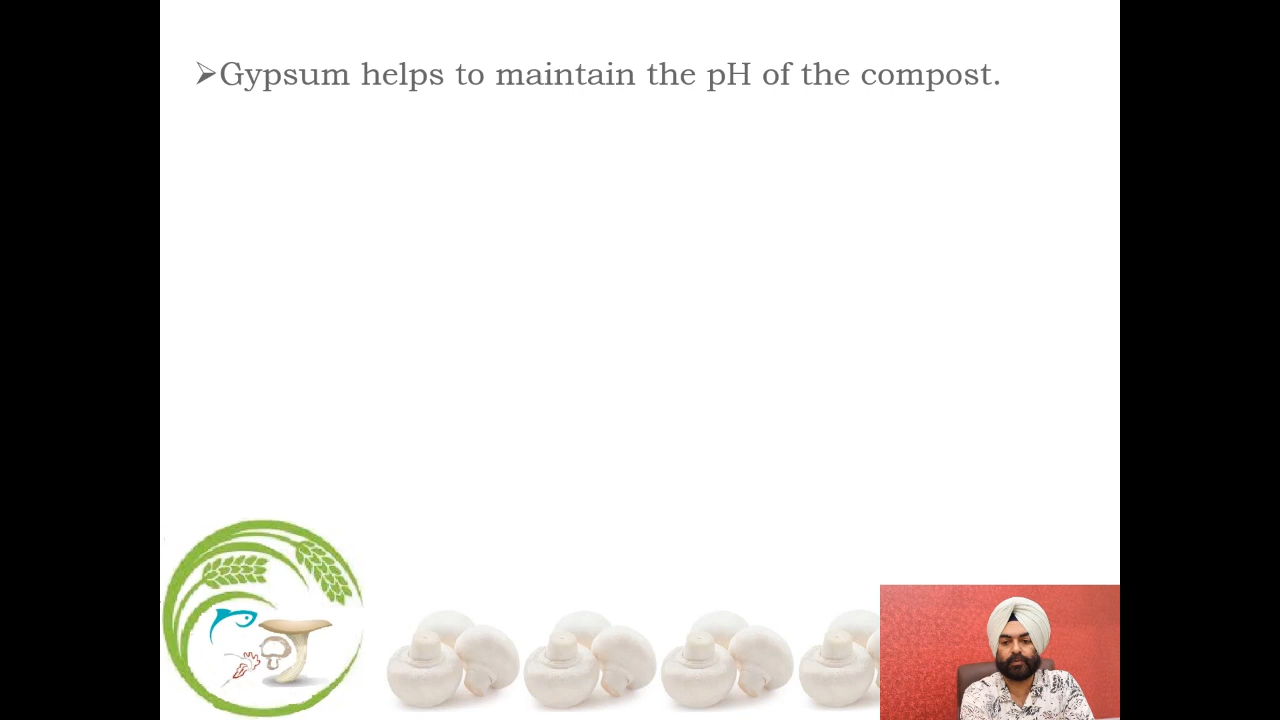 ➢Gypsum helps to maintain the pH of the compost.